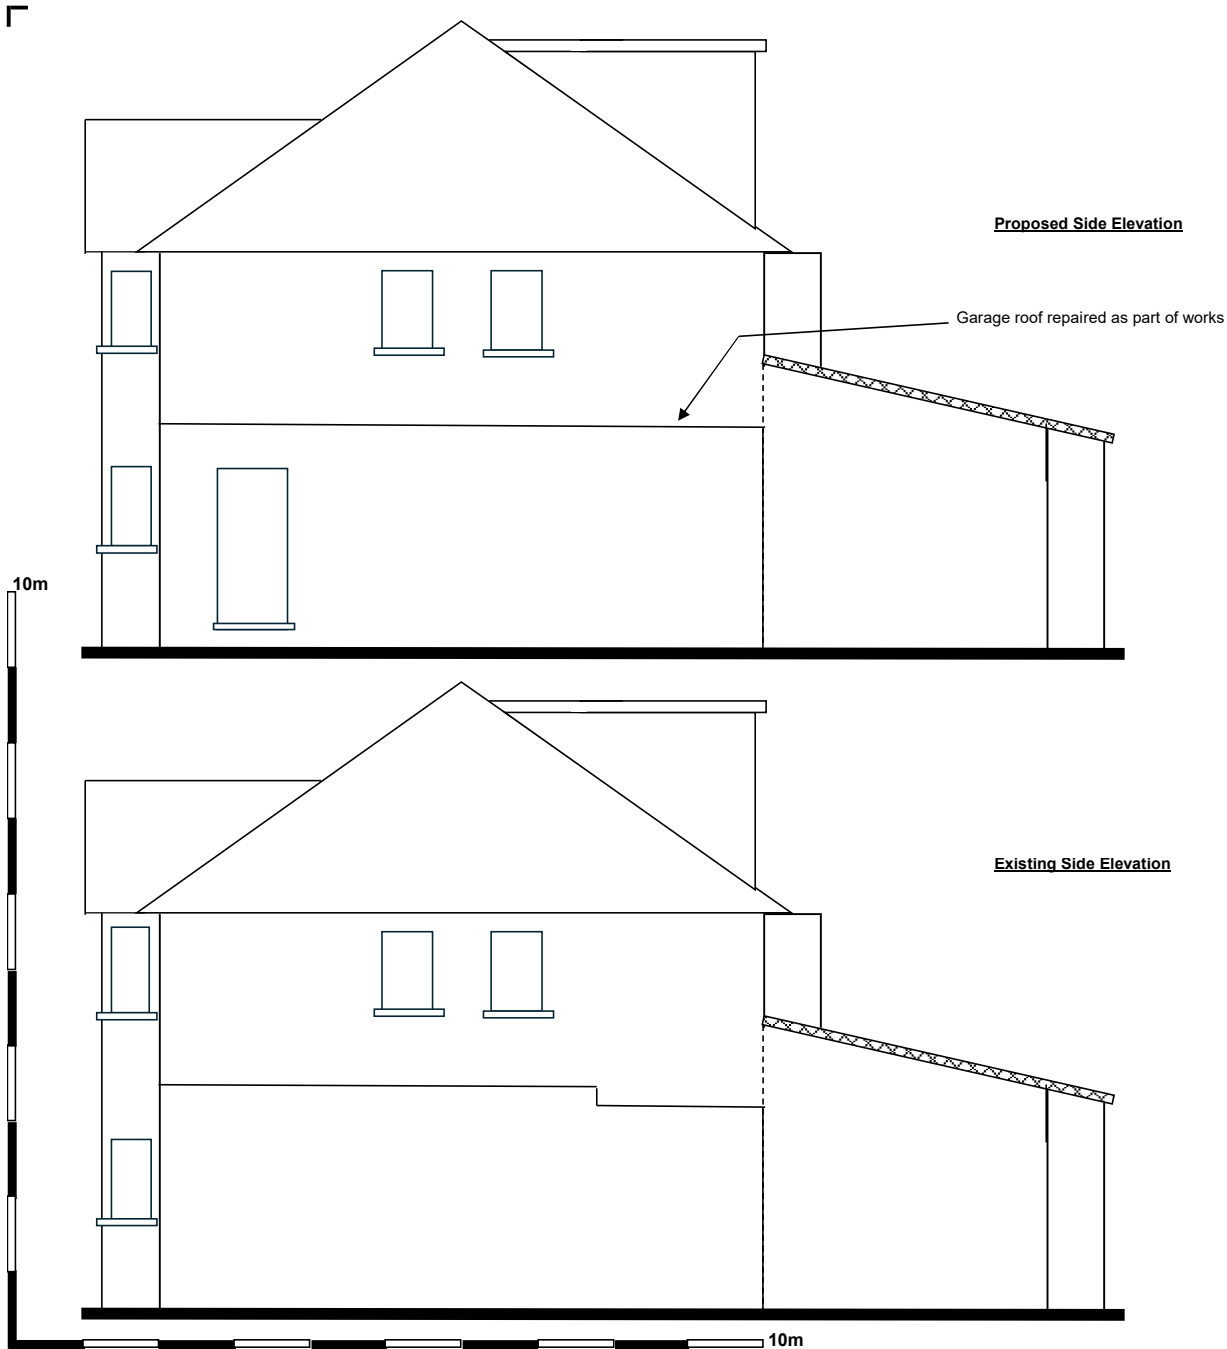 Proposed Side Elevation
Garage roof repaired as part of works
10m
Existing Side Elevation
10m